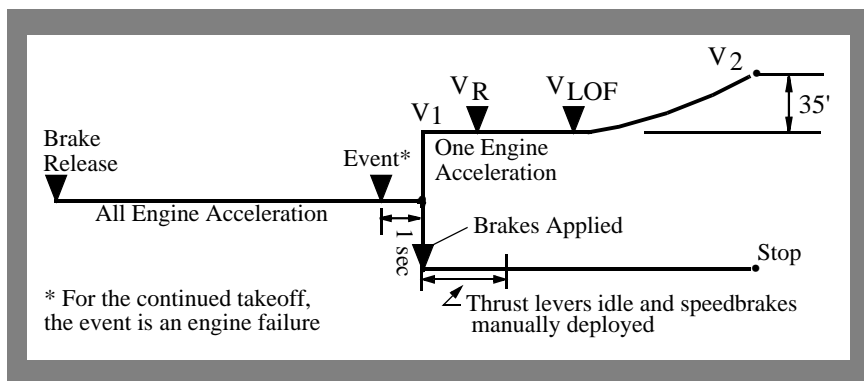 V2
VR
VLOF
V1
35'
Brake
Release
Event*
One Engine
Acceleration
All Engine Acceleration
1 sec
Brakes Applied
Stop
* For the continued takeoff,
the event is an engine failure
Thrust levers idle and speedbrakes
manually deployed